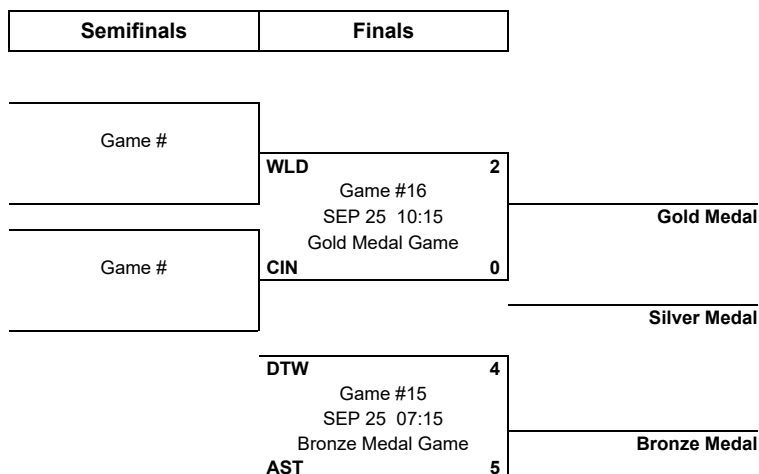 Semifinals Finals
Game #
WLD 2
Game #16
SEP 25 10:15
Gold Medal
Gold Medal Game
Game #
CIN 0
Silver Medal
DTW 4
Game #15
SEP 25 07:15
Bronze Medal Game
Bronze Medal
AST 5